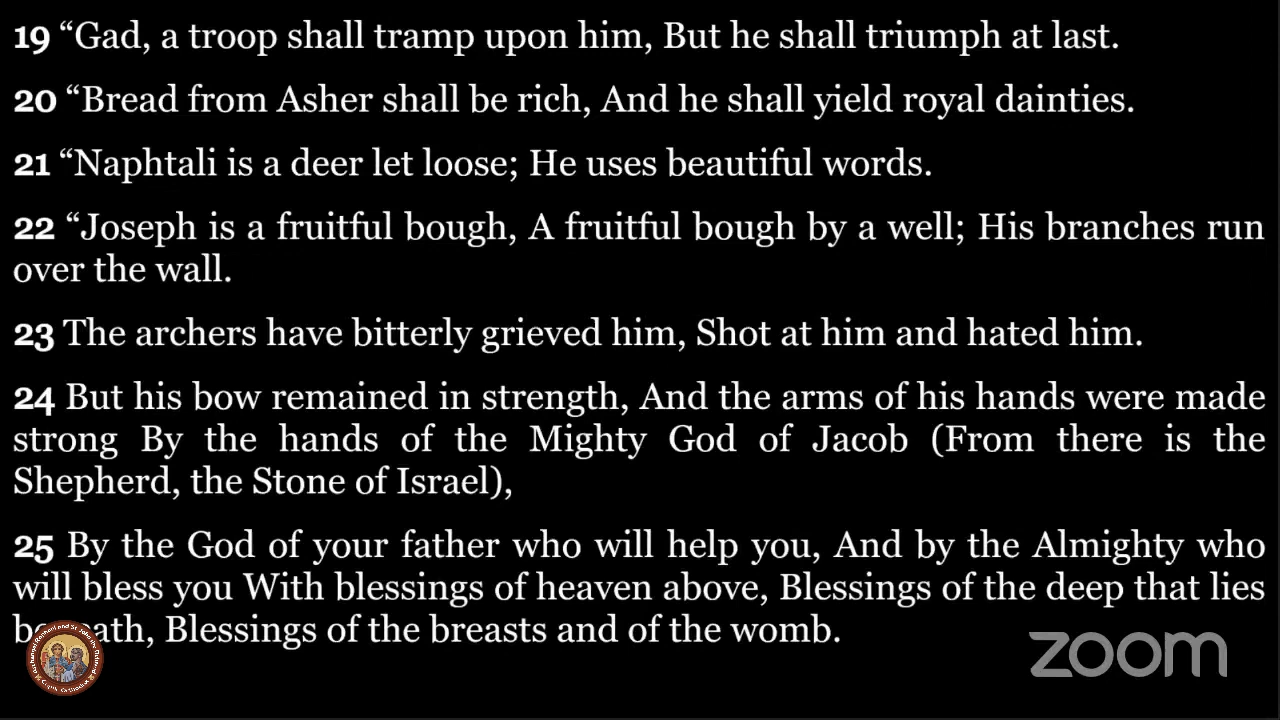 19 “Gad, a troop shall tramp upon him, But he shall triumph at last.
20 “Bread from Asher shall be rich, And he shall yield royal dainties.
21 “Naphtali is a deer let loose; He uses beautiful words.
22 “Joseph is a fruitful bough, A fruitful bough by a well; His branches run
over the wall.
23 The archers have bitterly grieved him, Shot at him and hated him.
24 But his bow remained in strength, And the arms of his hands were made
strong By the hands of the Mighty God of Jacob (From there is the
Shepherd, the Stone of Israel),
25 By the God of your father who will help you, And by the Almighty who
will bless you With blessings of heaven above, Blessings of the deep that lies
Blessings of the breasts and of the womb.
zoom